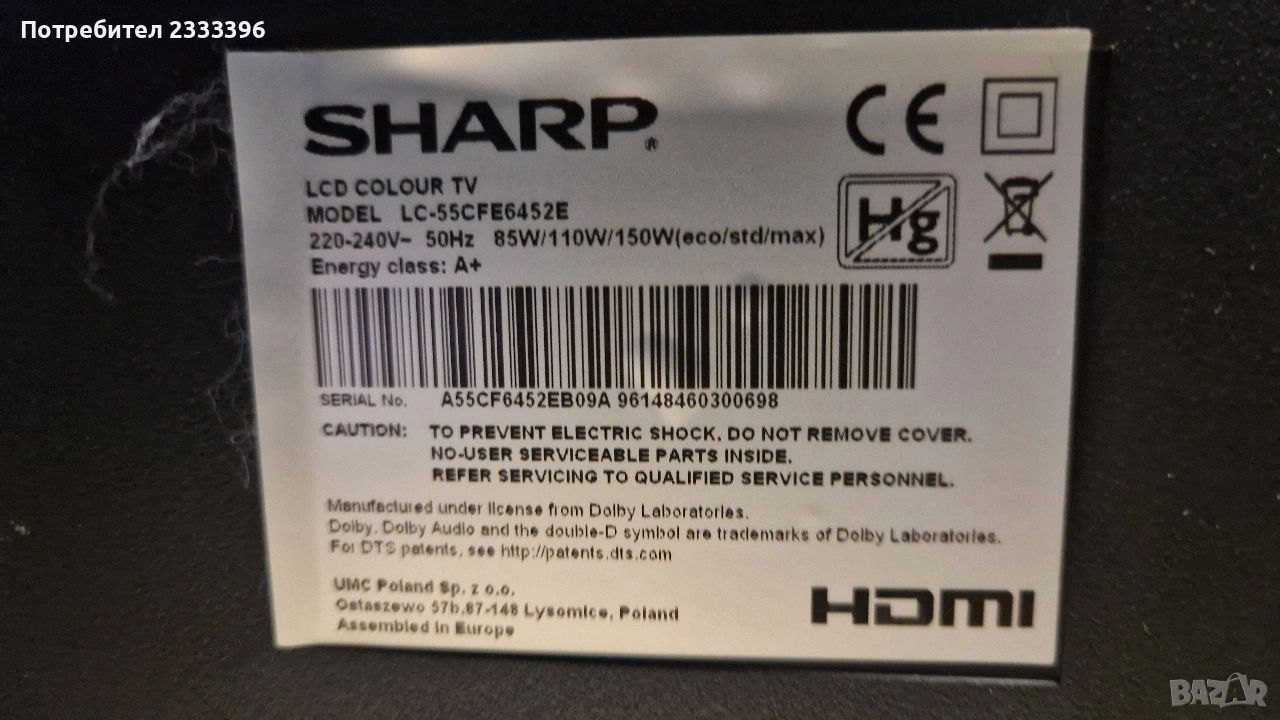 Потребител 2333396
SHARP®
CE
LCD COLOUR TV
MODEL LC-55CFE6452E
220-240V~ 50Hz 85W/110W/150W(eco/std/max)
Energy class: A+
Hg
SERIAL No. A55CF6452EB09A 96148460300698
CAUTION: TO PREVENT ELECTRIC SHOCK, DO NOT REMOVE COVER.
NO-USER SERVICEABLE PARTS INSIDE.
REFER SERVICING TO QUALIFIED SERVICE PERSONNEL.
Manufactured under license from Dolby Laboratories.
Dolby, Dolby Audio and the double-D symbol are trademarks of Dolby Laboratories.
For DTS patents, see http://patents.dts.com
UMC Poland Sp. z o.o.
Ostaszewo 57b,87-148 Lysomice, Poland
Assembled in Europe
HDMI
BAZAR